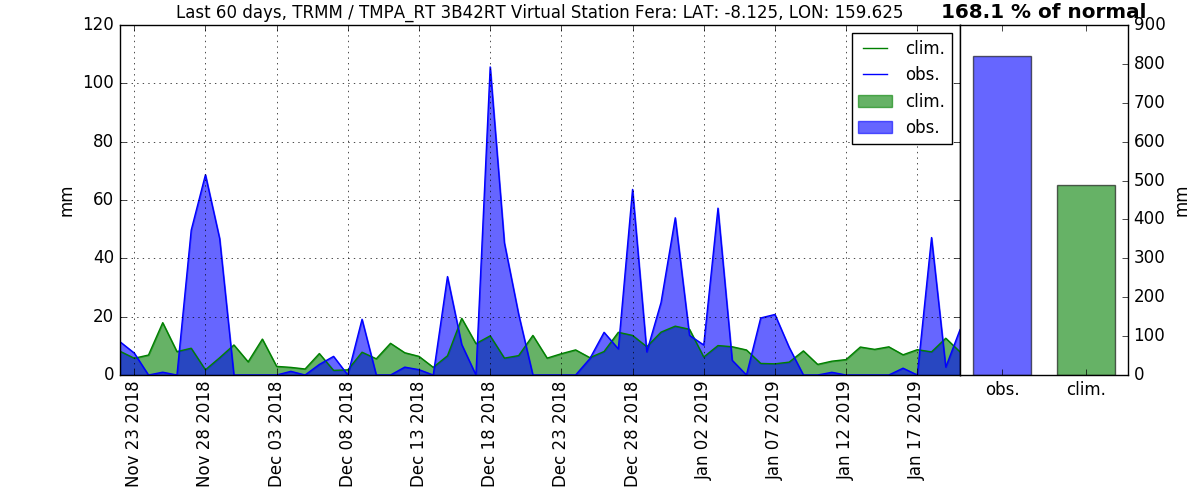 Last 60 days, TRMM / TMPA_RT 3B42RT Virtual Station Fera: LAT: -8.125, LON: 159.625
168.1 % of normal
120
100
80
60
40
20
0
mm
clim.
obs.
clim.
obs.
900
800
700
600
500
400
300
200
100
0
mm
obs.
clim.
Nov 23 2018
Nov 28 2018
Dec 03 2018
Dec 08 2018
Dec 13 2018
Dec 18 2018
Dec 23 2018
Dec 28 2018
Jan 02 2019
Jan 07 2019
Jan 12 2019
Jan 17 2019